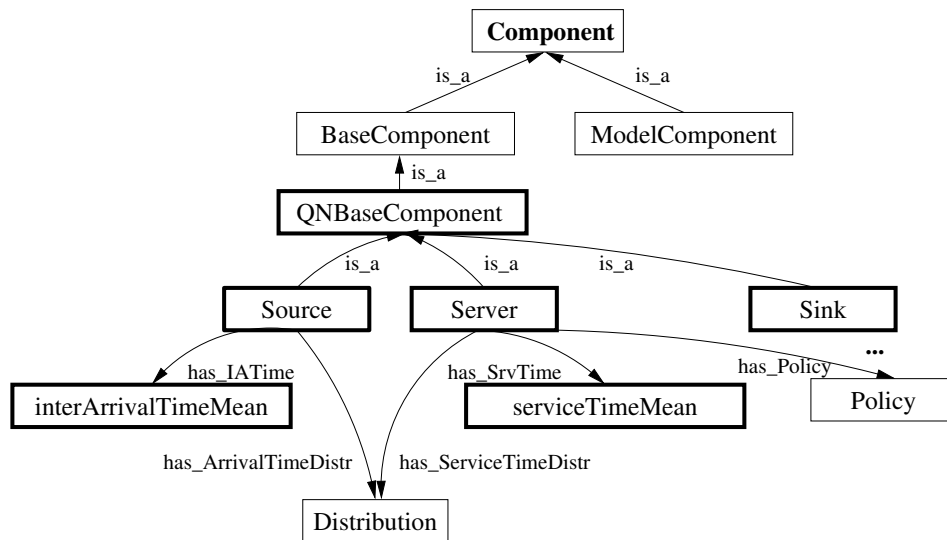 Component
is_a
is_a
BaseComponent
ModelComponent
is_a
QNBaseComponent
is_a
is_a
is_a
Source
Server
Sink
...
has_IATime
has_SrvTime
has_Policy
interArrivalTimeMean
serviceTimeMean
Policy
has_ArrivalTimeDistr
has_ServiceTimeDistr
Distribution